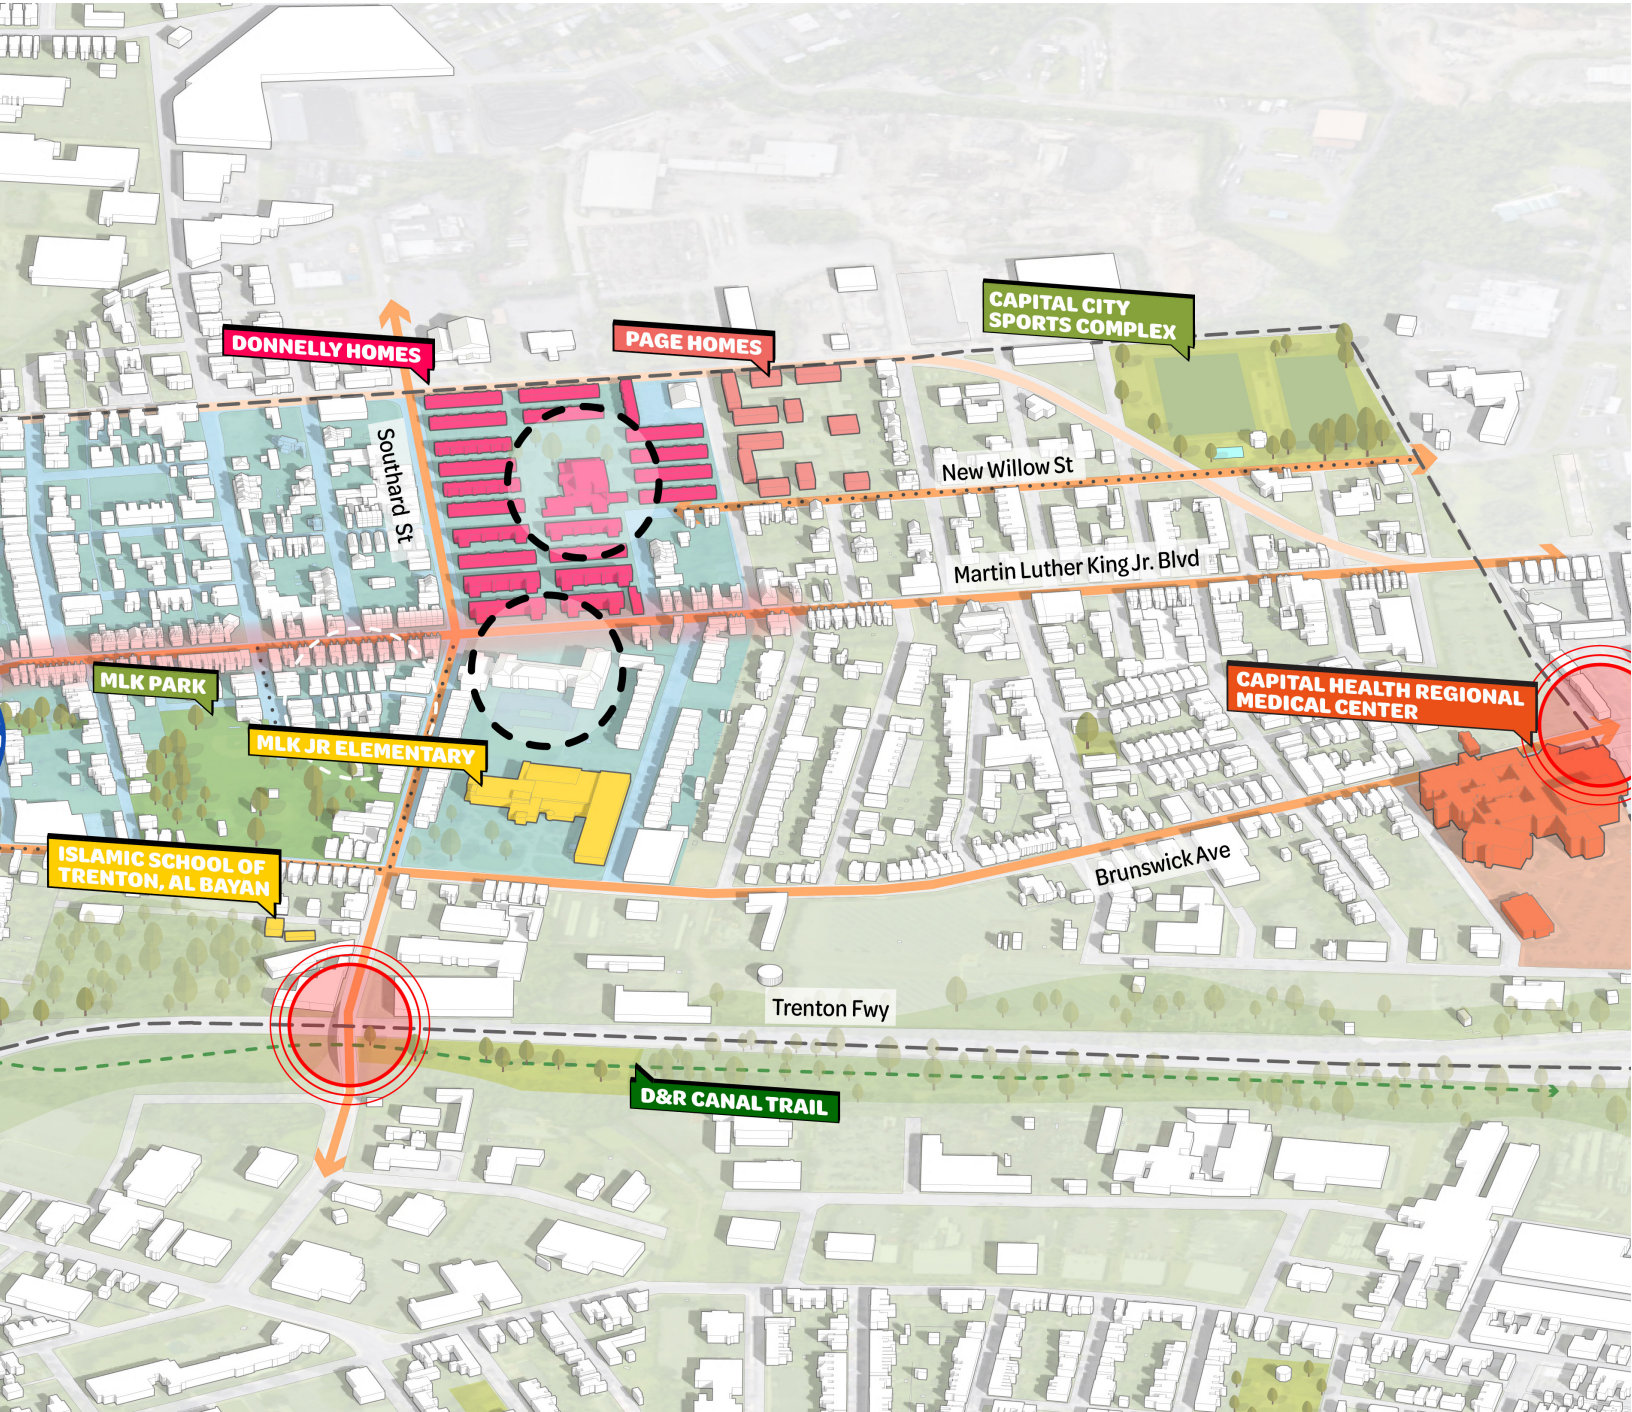 CAPITAL CITY
SPORTS COMPLEX
DONNELLY HOMES
PAGE HOMES
Southard St
New Willow St
Martin Luther King Jr. Blvd
MLK PARK
CAPITAL HEALTH REGIONAL
MEDICAL CENTER
MLK JR ELEMENTARY
ISLAMIC SCHOOL OF
TRENTON, AL BAYAN
Brunswick Ave
Trenton Fwy
D&R CANAL TRAIL